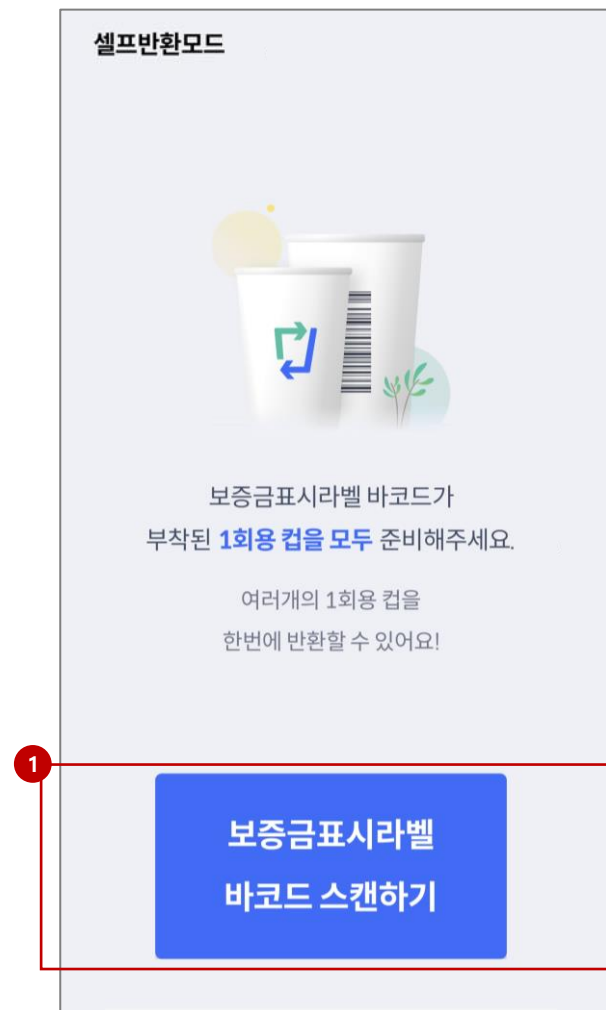 셀프반환모드
보증금표시라벨 바코드가
부착된 1회용 컵을 모두 준비해주세요.
여러개의 1회용 컵을
한번에 반환할 수 있어요!
1
보증금표시라벨
바코드 스캔하기